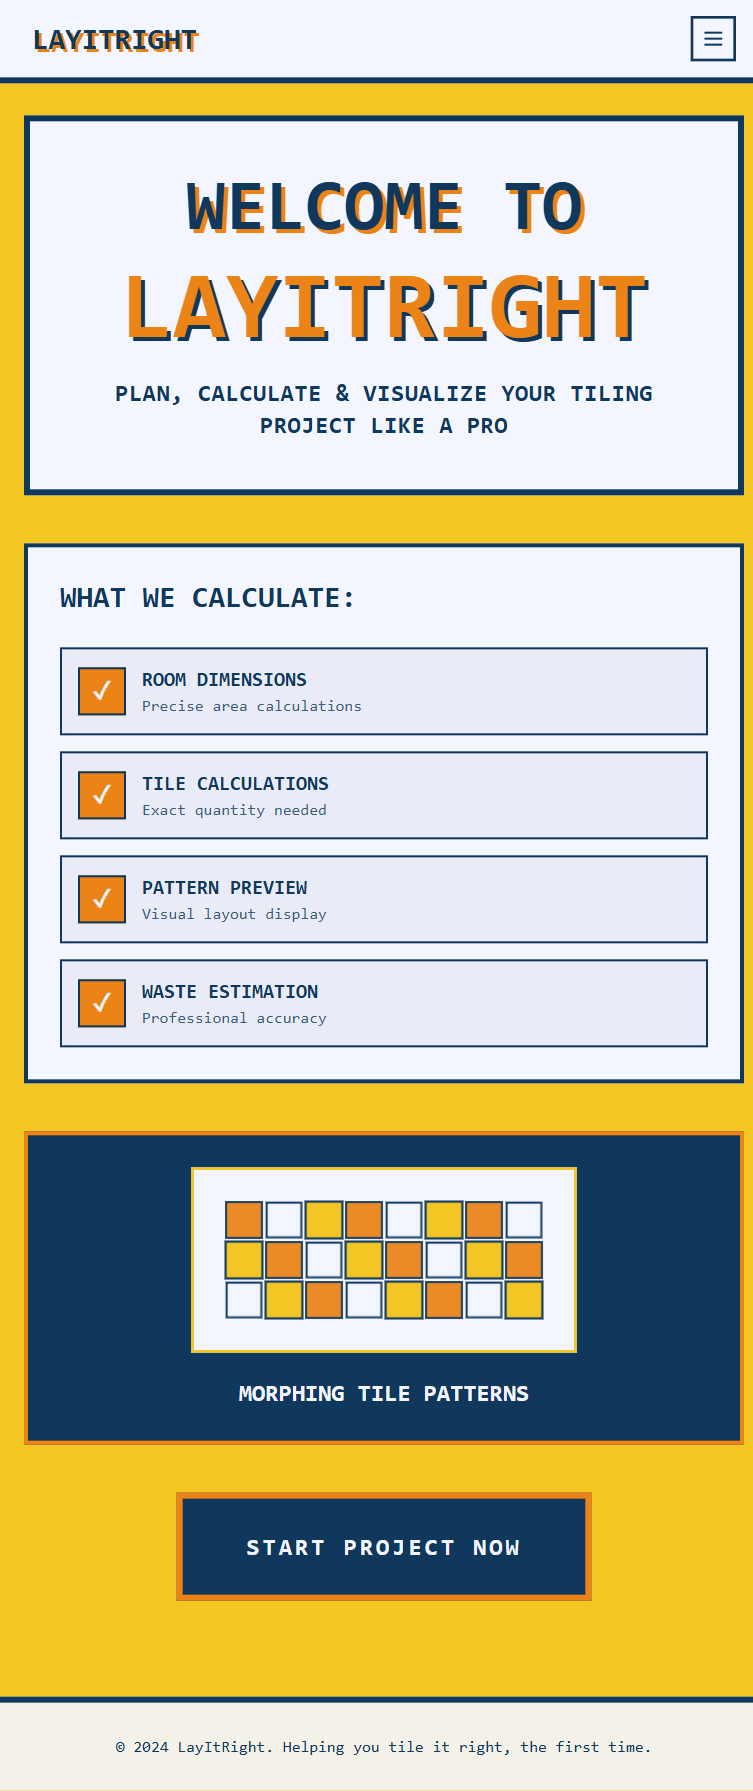 LAYITRIGHT
WELCOME TO
LAYITRIGHT
PLAN, CALCULATE & VISUALIZE YOUR TILING
PROJECT LIKE A PRO
WHAT WE CALCULATE:
✓ ROOM DIMENSIONS
Precise area calculations
✓ TILE CALCULATIONS
Exact quantity needed
✓ PATTERN PREVIEW
Visual layout display
✓ WASTE ESTIMATION
Professional accuracy
MORPHING TILE PATTERNS
START PROJECT NOW
© 2024 LayItRight. Helping you tile it right, the first time.